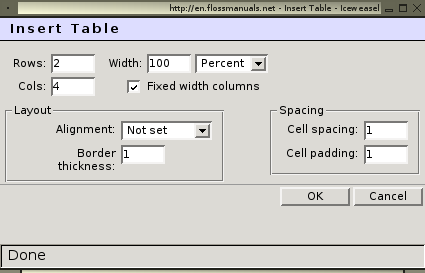 http://en.flossmanuals.net - Insert Table - Iceweasel
Insert Table
Rows: 2 Width: 100 Percent
Cols: 4 Fixed width columns
Layout Spacing
Alignment: Not set Cell spacing: 1
Border thickness: 1 Cell padding: 1
OK Cancel
Done